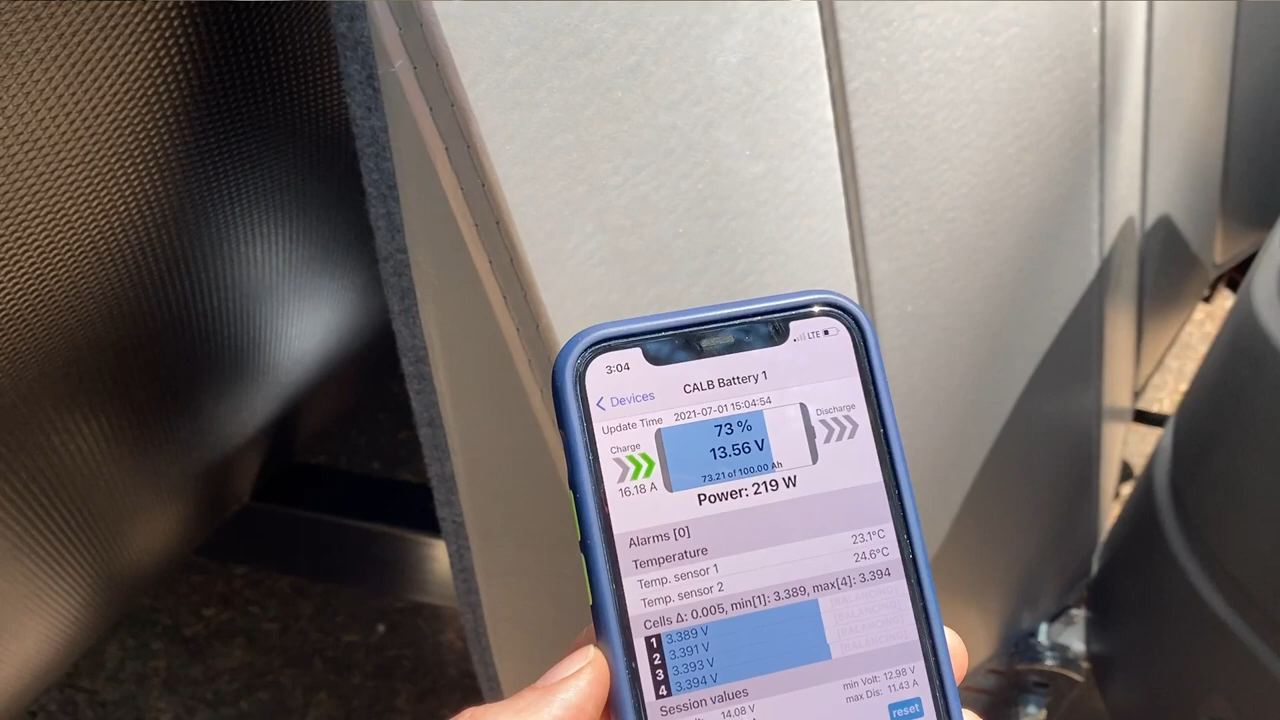 3:04
LTE
Devices
CALB Battery 1
Update Time 2021-07-01 15:04:54
Charge
Discharge
73 %
13.56 V
73.21 of 100.00 Ah
16.18 A
Power: 219 W
Alarms [0]
Temperature
Temp. sensor 1 23.1°C
Temp. sensor 2 24.6°C
Cells Δ: 0.005, min[1]: 3.389, max[4]: 3.394
1 3.389 V [BALANCING]
2 3.391 V [BALANCING]
3 3.393 V [BALANCING]
4 3.394 V [BALANCING]
Session values
min Volt: 12.98 V
14.08 V
max Dis: 11.43 A
reset